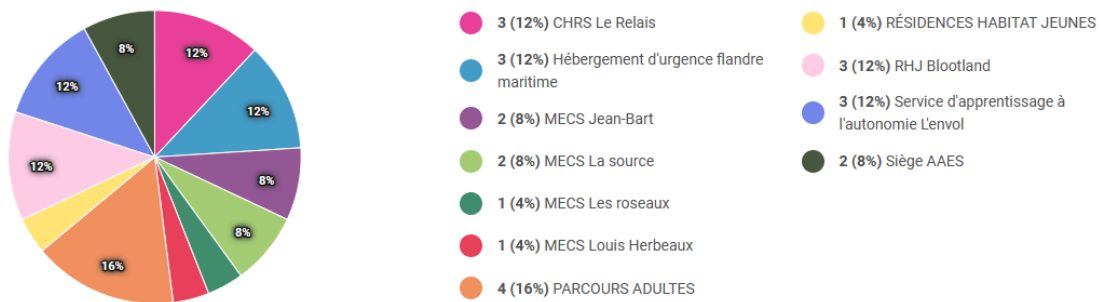 12%
12%
8%
8%
16%
12%
12%
8%
3 (12%) CHRS Le Relais
3 (12%) Hébergement d'urgence flandre
maritime
2 (8%) MECS Jean-Bart
2 (8%) MECS La source
1 (4%) MECS Les roseaux
1 (4%) MECS Louis Herbeaux
4 (16%) PARCOURS ADULTES
1 (4%) RÉSIDENCES HABITAT JEUNES
3 (12%) RHJ Blootland
3 (12%) Service d'apprentissage à
l'autonomie L'envol
2 (8%) Siège AAES